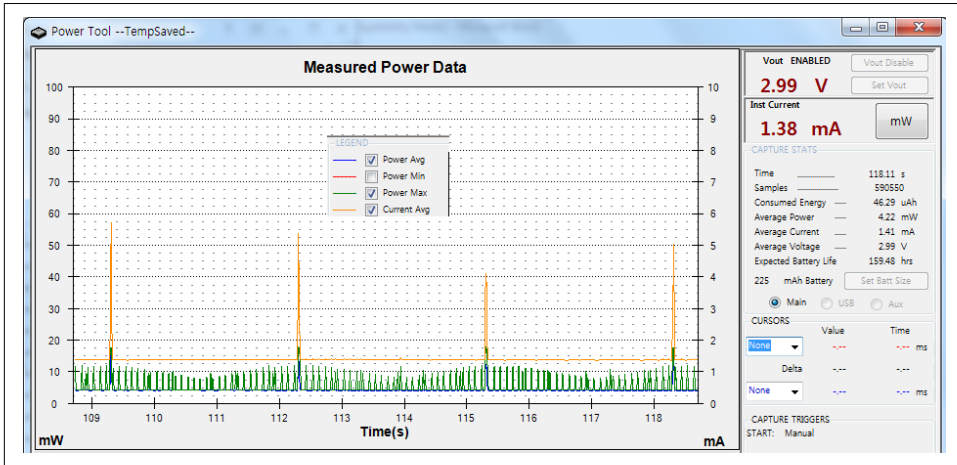 Power Tool --TempSaved--
Measured Power Data
100 10
90 9
80 8
70 7
60 6
50 5
40 4
30 3
20 2
10 1
0 0
LEGEND
Power Avg
Power Min
Power Max
Current Avg
109 110 111 112 113 114 115 116 117 118
mW Time(s) mA
Vout ENABLED Vout Disable
2.99 V Set Vout
Inst Current
1.38 mA mW
CAPTURE STATS
Time 118.11 s
Samples 590550
Consumed Energy 46.29 uAh
Average Power 4.22 mW
Average Current 1.41 mA
Average Voltage 2.99 V
Expected Battery Life 159.48 hrs
225 mAh Battery Set Batt Size
Main USB Aux
CURSORS
Value Time
None -.-- -.-- ms
Delta -.-- -.--
None -.-- -.-- ms
CAPTURE TRIGGERS
START: Manual